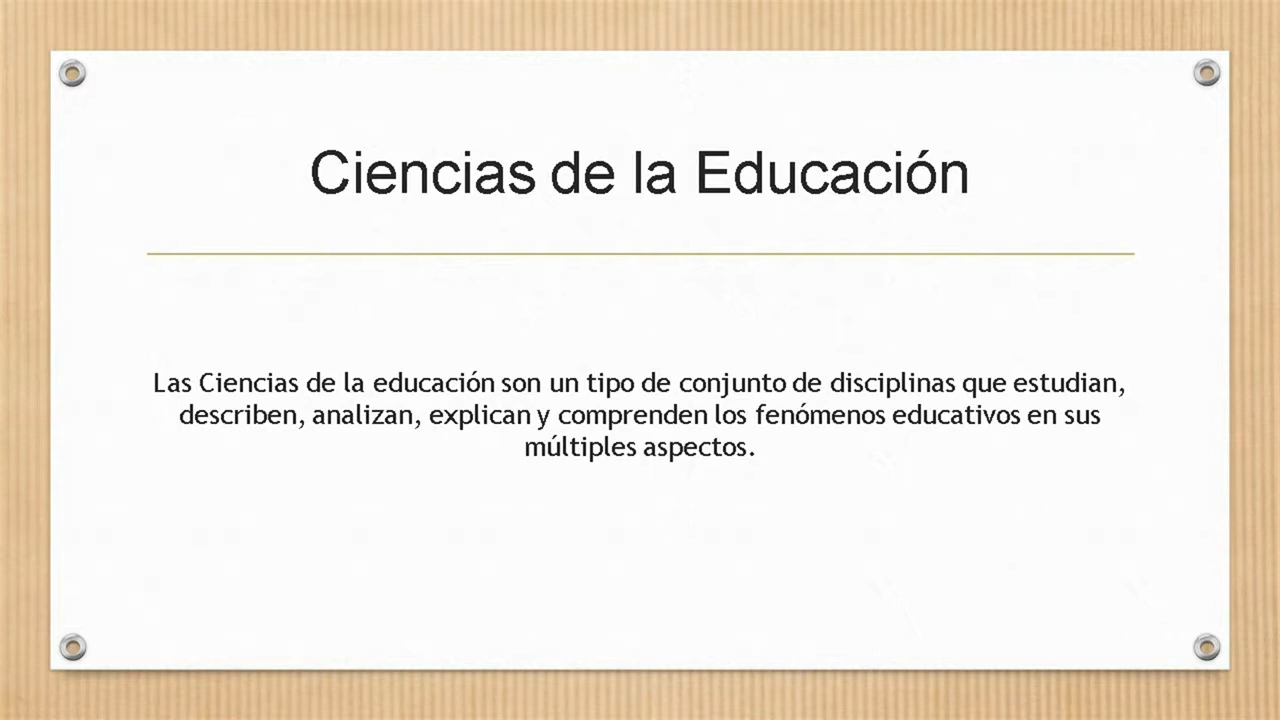 Ciencias de la Educación
Las Ciencias de la educación son un tipo de conjunto de disciplinas que estudian,
describen, analizan, explican y comprenden los fenómenos educativos en sus
múltiples aspectos.